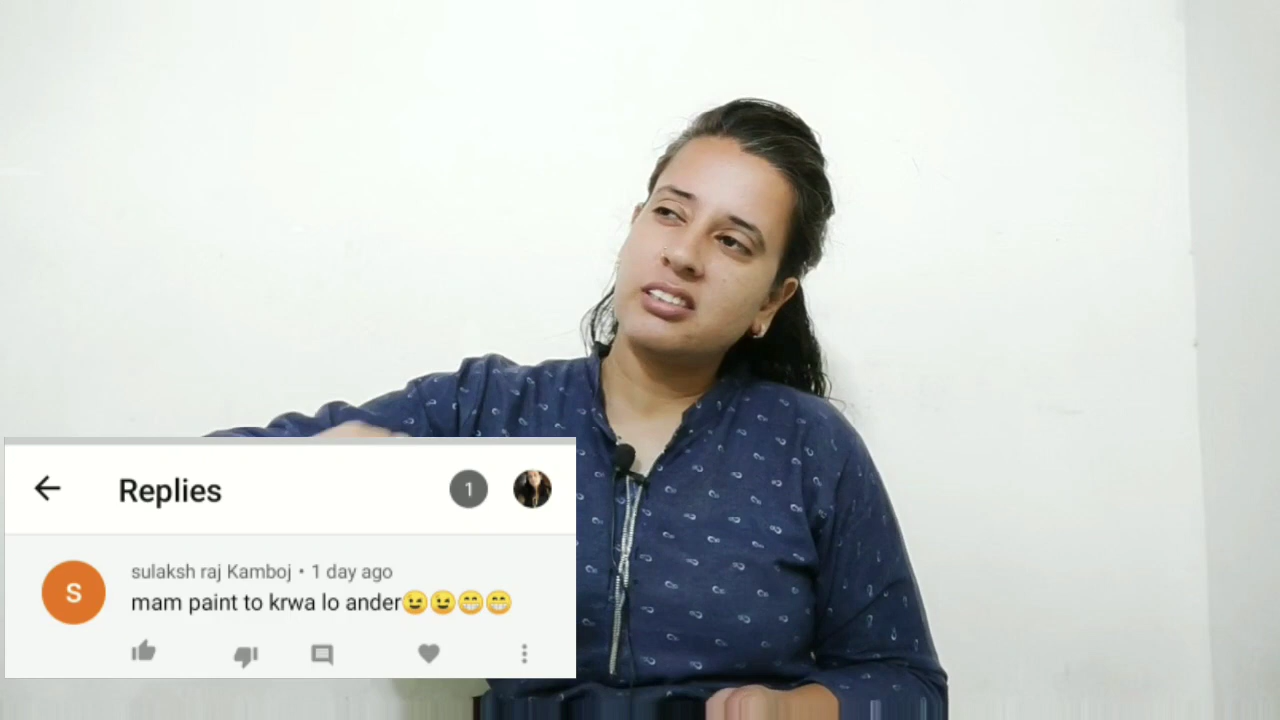 Replies
1
S
sulaksh raj Kamboj • 1 day ago
mam paint to krwa lo ander😉😉😁😁